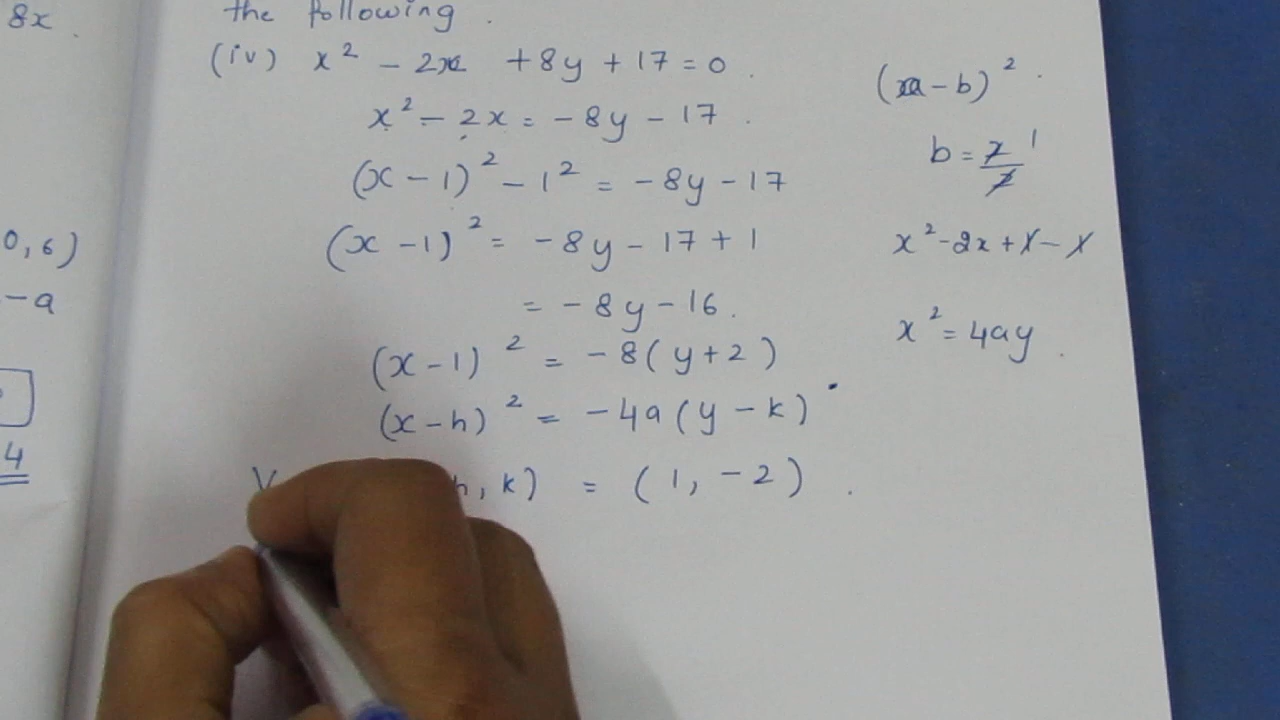 8x.
0, 6)
-a
4
the following.
(iv) x² - 2x + 8y + 17 = 0.
x² - 2x = -8y - 17.
(x - 1)² - 1² = -8y - 17
(x - 1)² = -8y - 17 + 1
= -8y - 16.
(x - 1)² = -8(y + 2)
(x - h)² = -4a(y - k)
V h, k) = (1, -2).
(a - b)².
b = 2/2 1
x² - 2x + 1 - 1
x² = 4ay.